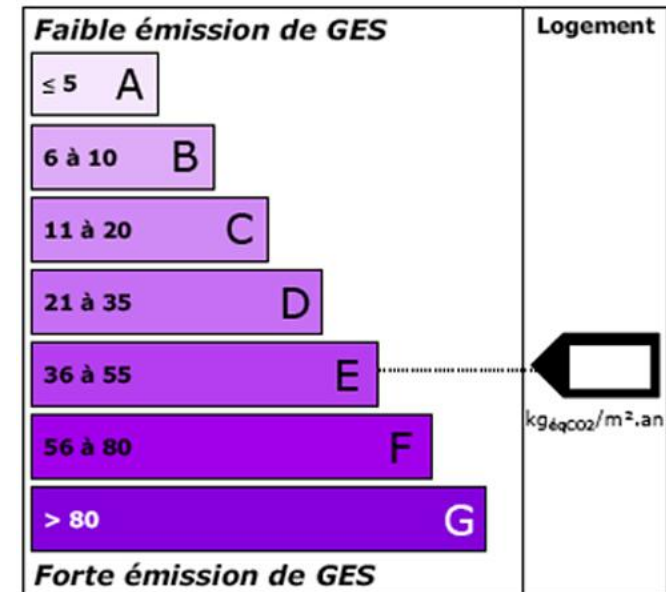 Faible émission de GES
Logement
≤ 5 A
6 à 10 B
11 à 20 C
21 à 35 D
36 à 55 E
kgéqCO2/m².an
56 à 80 F
> 80 G
Forte émission de GES